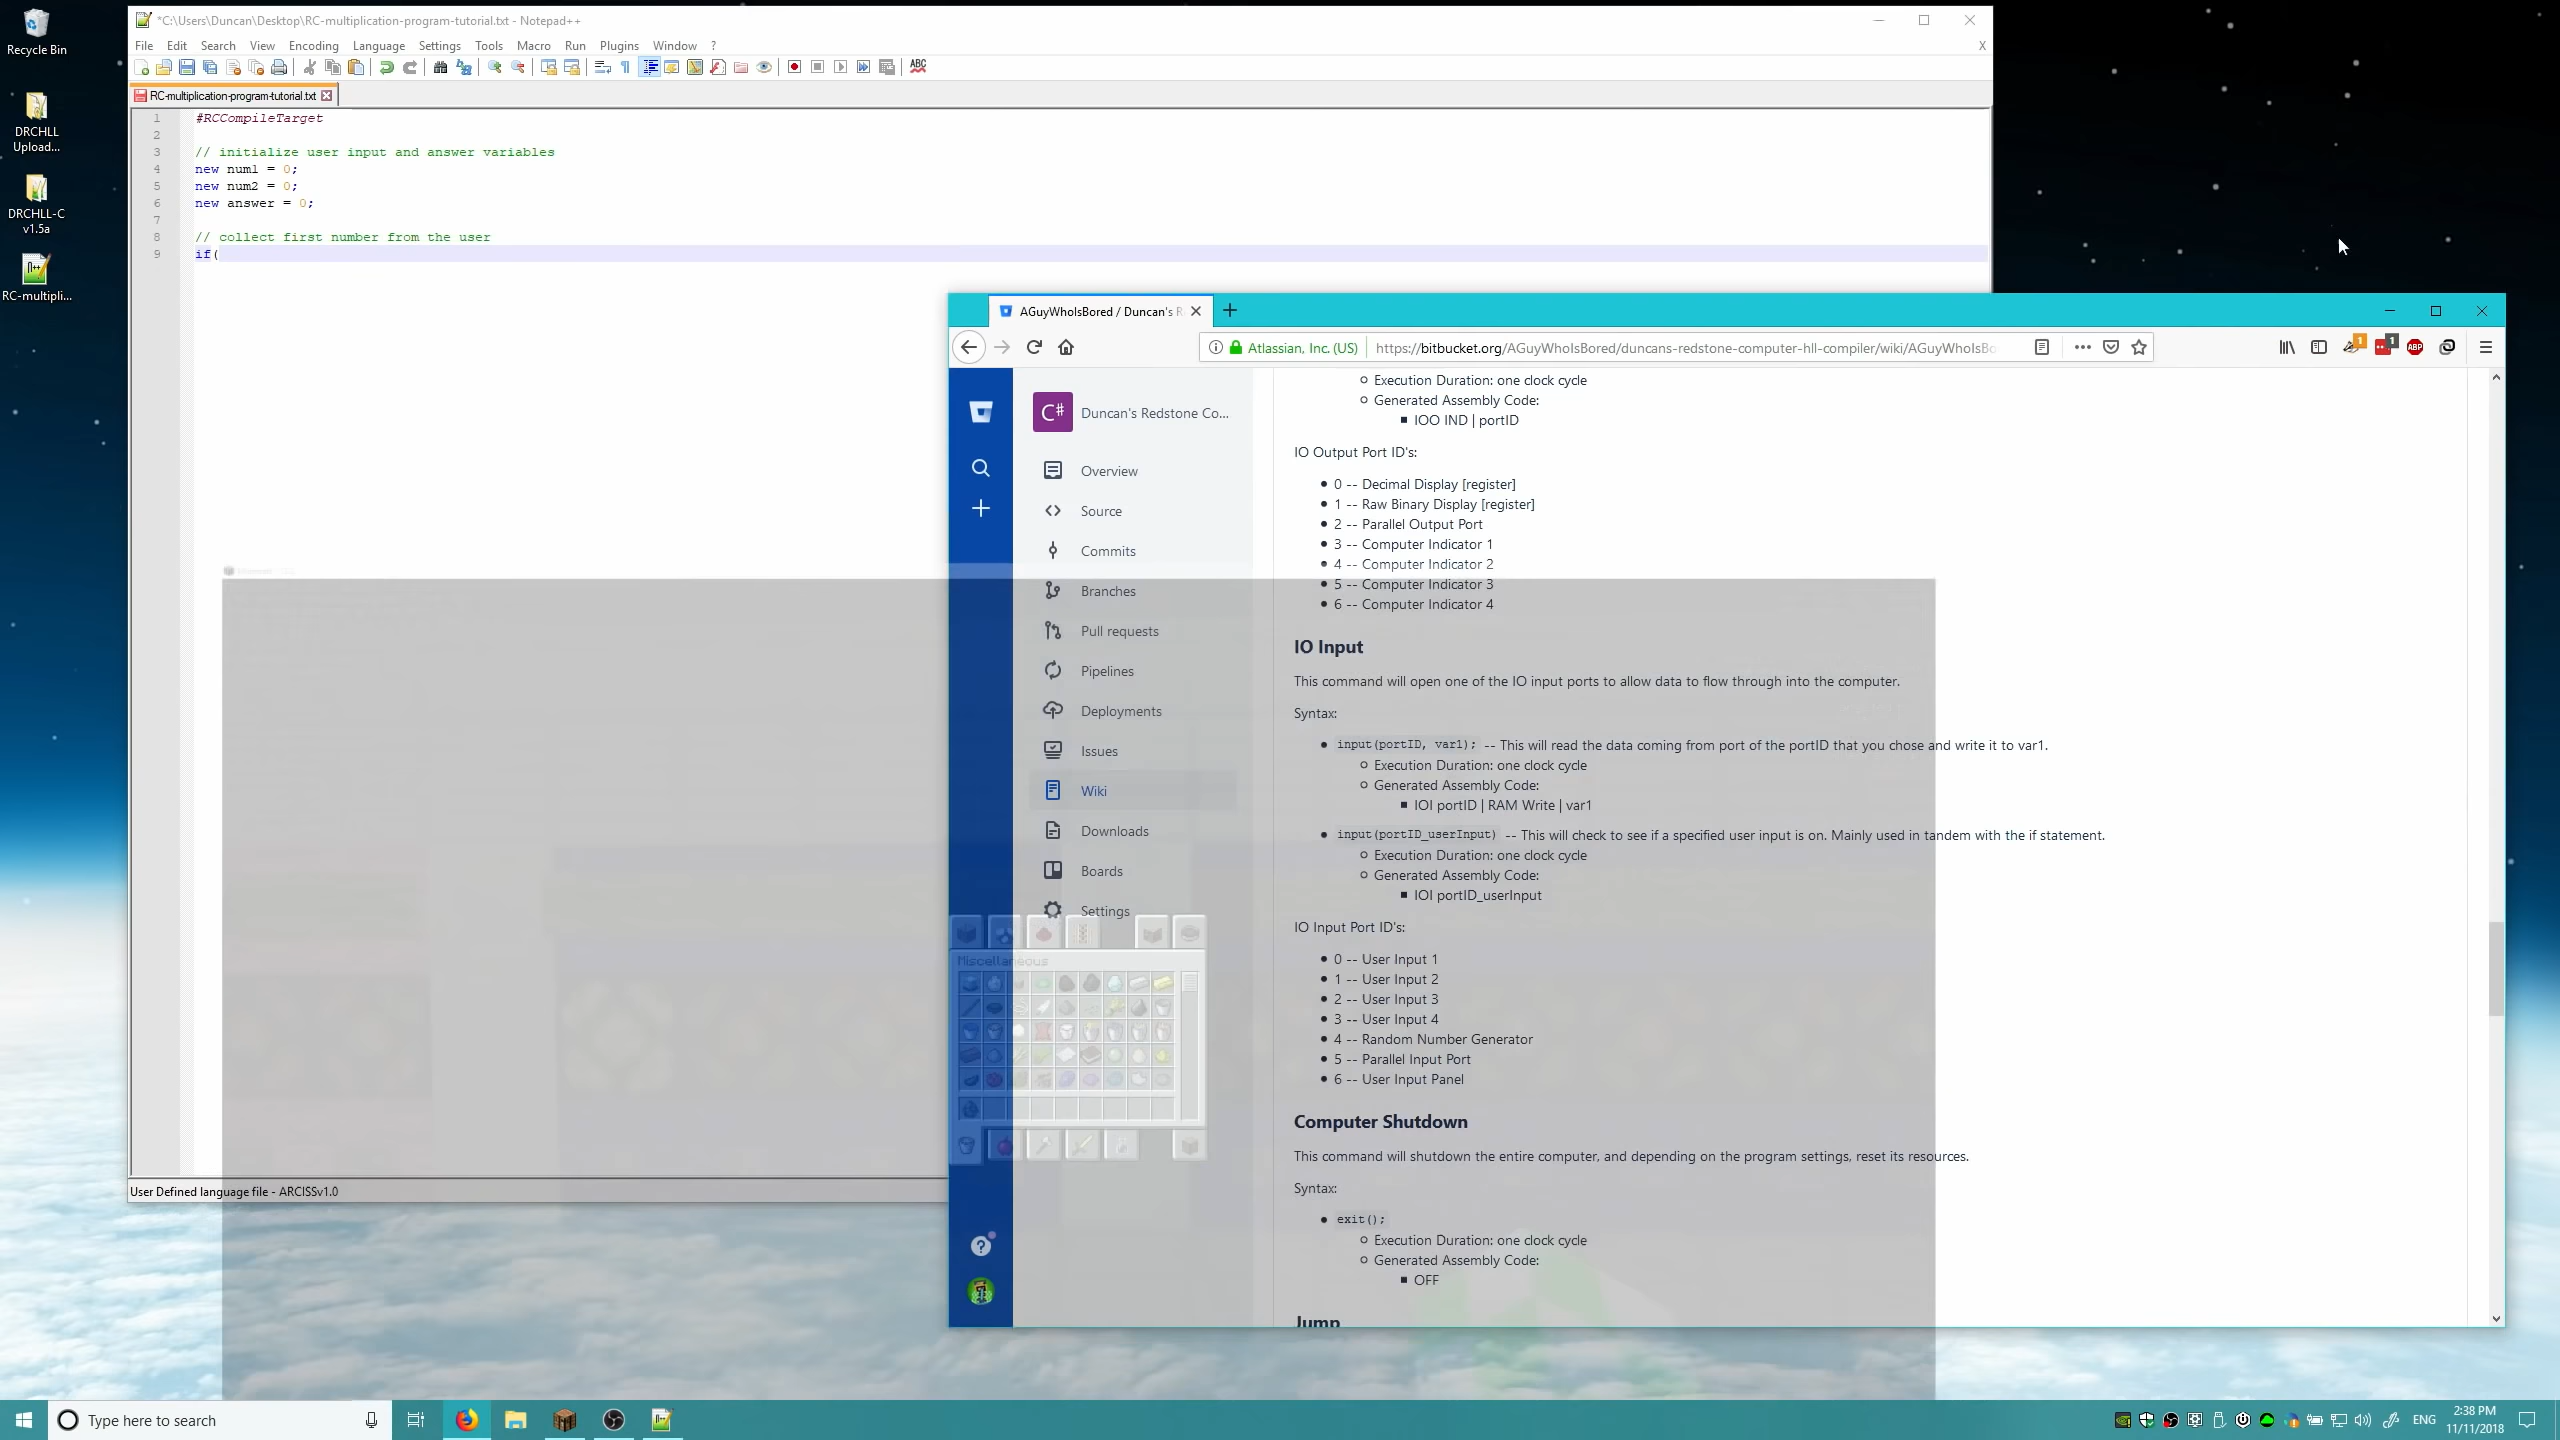 Recycle Bin
DRCHLL
Upload...
DRCHLL-C
v1.5a
RC-multipli...
*C:\Users\Duncan\Desktop\RC-multiplication-program-tutorial.txt - Notepad++
File Edit Search View Encoding Language Settings Tools Macro Run Plugins Window ? X
ABC
RC-multiplication-program-tutorial.txt
1 #RCCompileTarget
2
3 // initialize user input and answer variables
4 new num1 = 0;
5 new num2 = 0;
6 new answer = 0;
7
8 // collect first number from the user
9 if(
User Defined language file - ARCISSv1.0
AGuyWhoIsBored / Duncan's R
Atlassian, Inc. (US) https://bitbucket.org/AGuyWhoIsBored/duncans-redstone-computer-hll-compiler/wiki/AGuyWhoIsBo
1 1 ABP
C# Duncan's Redstone Co...
Overview
Source
Commits
Branches
Pull requests
Pipelines
Deployments
Issues
Wiki
Downloads
Boards
Settings
Execution Duration: one clock cycle
Generated Assembly Code:
IOO IND | portID
IO Output Port ID's:
0 -- Decimal Display [register]
1 -- Raw Binary Display [register]
2 -- Parallel Output Port
3 -- Computer Indicator 1
4 -- Computer Indicator 2
5 -- Computer Indicator 3
6 -- Computer Indicator 4
IO Input
This command will open one of the IO input ports to allow data to flow through into the computer.
Syntax:
input(portID, var1); -- This will read the data coming from port of the portID that you chose and write it to var1.
Execution Duration: one clock cycle
Generated Assembly Code:
IOI portID | RAM Write | var1
input(portID_userInput) -- This will check to see if a specified user input is on. Mainly used in tandem with the if statement.
Execution Duration: one clock cycle
Generated Assembly Code:
IOI portID_userInput
IO Input Port ID's:
0 -- User Input 1
1 -- User Input 2
2 -- User Input 3
3 -- User Input 4
4 -- Random Number Generator
5 -- Parallel Input Port
6 -- User Input Panel
Computer Shutdown
This command will shutdown the entire computer, and depending on the program settings, reset its resources.
Syntax:
exit();
Execution Duration: one clock cycle
Generated Assembly Code:
OFF
Jump
Miscellaneous
Type here to search
ENG
2:38 PM
11/11/2018